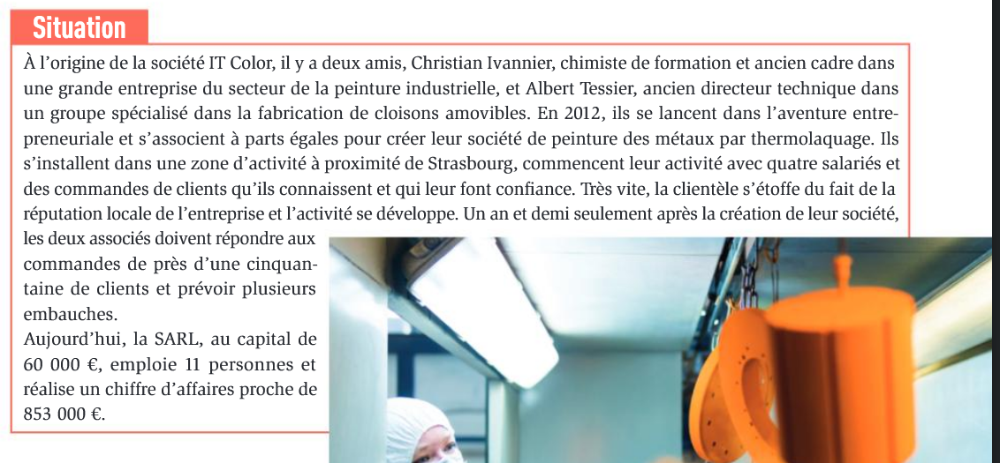 Situation
À l’origine de la société IT Color, il y a deux amis, Christian Ivannier, chimiste de formation et ancien cadre dans
une grande entreprise du secteur de la peinture industrielle, et Albert Tessier, ancien directeur technique dans
un groupe spécialisé dans la fabrication de cloisons amovibles. En 2012, ils se lancent dans l’aventure entre-
preneuriale et s’associent à parts égales pour créer leur société de peinture des métaux par thermolaquage. Ils
s’installent dans une zone d’activité à proximité de Strasbourg, commencent leur activité avec quatre salariés et
des commandes de clients qu’ils connaissent et qui leur font confiance. Très vite, la clientèle s’étoffe du fait de la
réputation locale de l’entreprise et l’activité se développe. Un an et demi seulement après la création de leur société,
les deux associés doivent répondre aux
commandes de près d’une cinquan-
taine de clients et prévoir plusieurs
embauches.
Aujourd’hui, la SARL, au capital de
60 000 €, emploie 11 personnes et
réalise un chiffre d’affaires proche de
853 000 €.